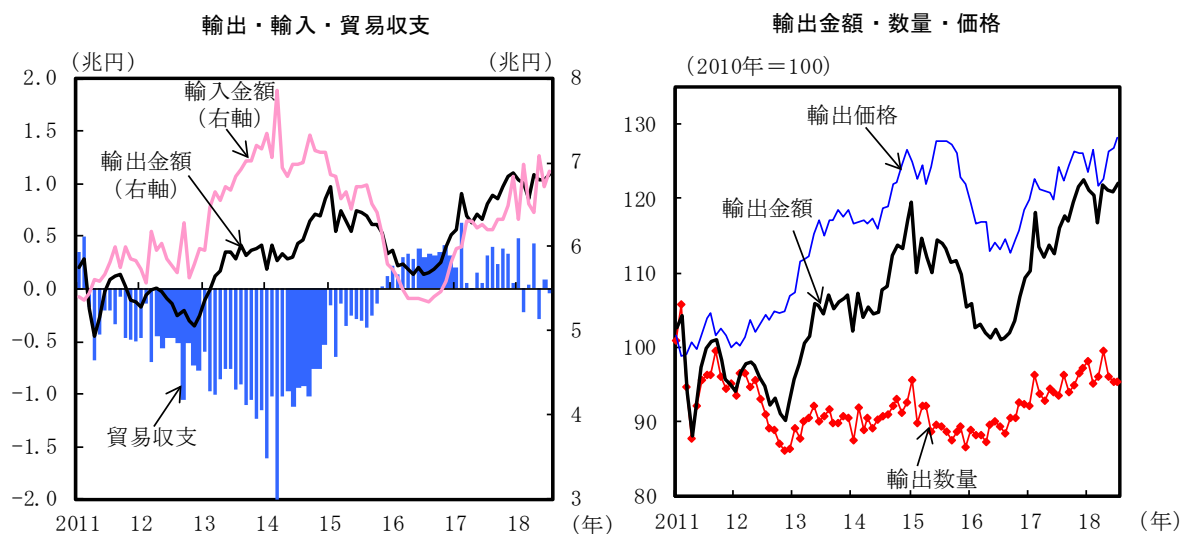 輸出・輸入・貿易収支
（兆円）
（兆円）
2.0
1.5
1.0
0.5
0.0
-0.5
-1.0
-1.5
-2.0
8
7
6
5
4
3
輸入金額
（右軸）
輸出金額
（右軸）
貿易収支
2011 12 13 14 15 16 17 18 (年)
輸出金額・数量・価格
（2010年＝100）
130
120
110
100
90
80
輸出価格
輸出金額
輸出数量
2011 12 13 14 15 16 17 18 （年）